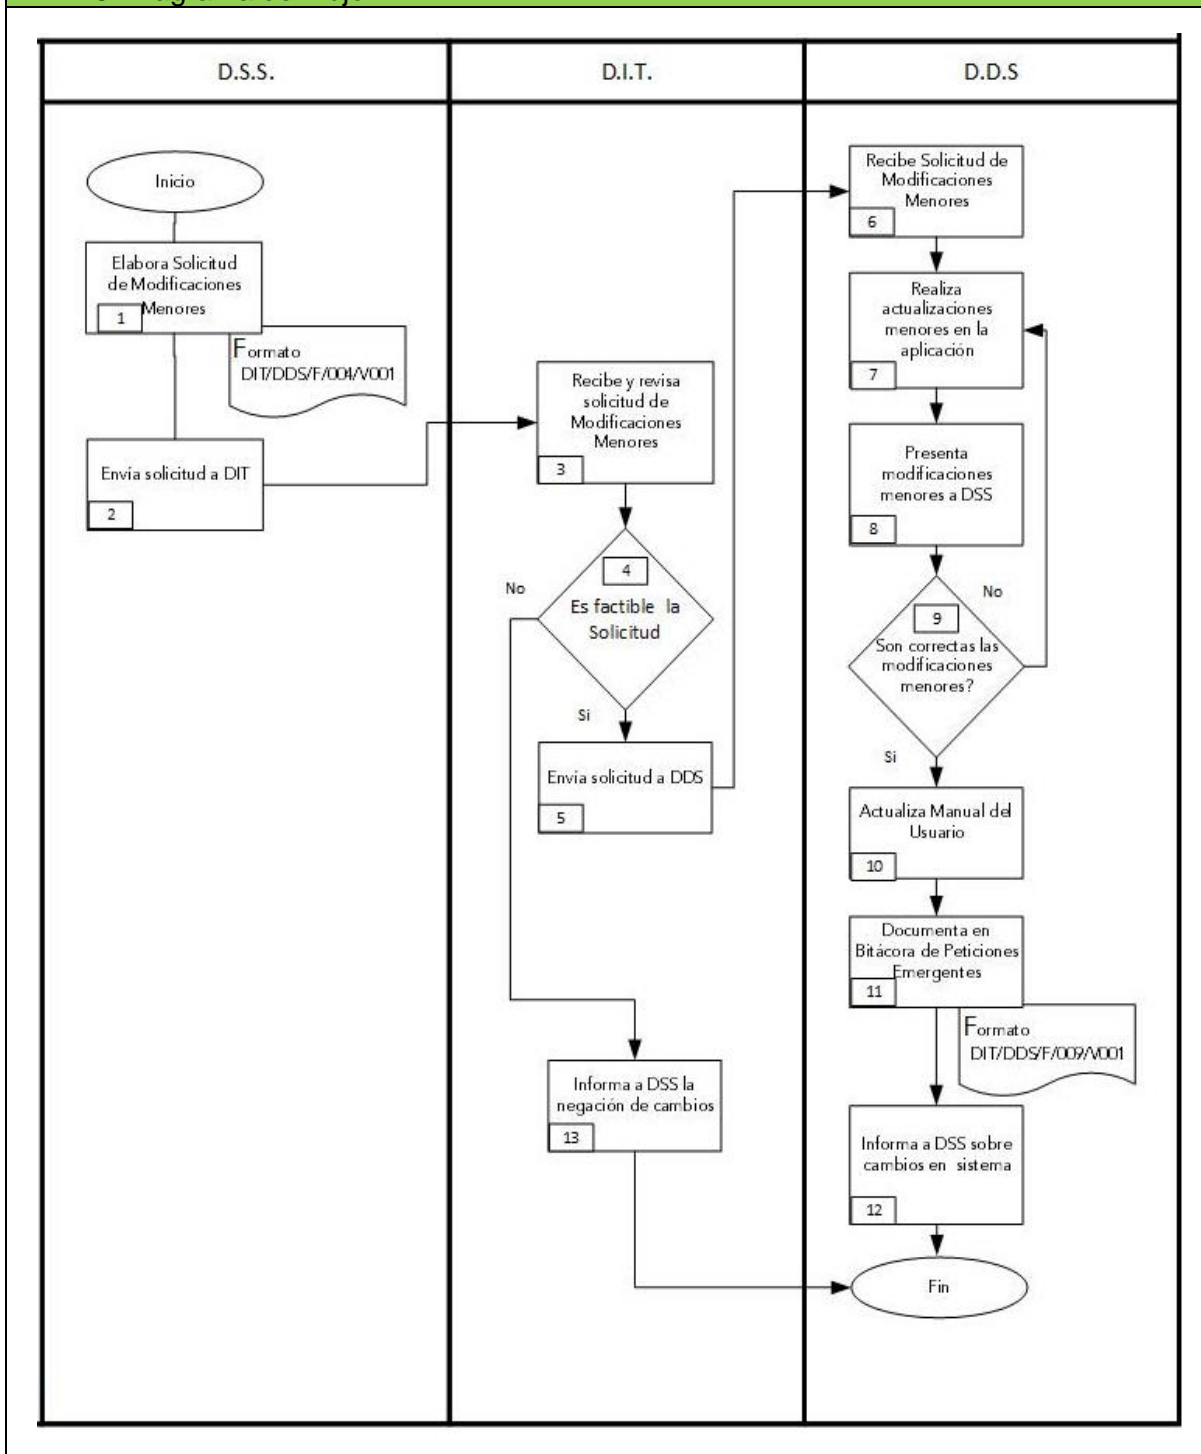 D.S.S.
D.I.T.
D.D.S
Inicio
Elabora Solicitud
de Modificaciones
Menores
1
Formato
DIT/DDS/F/004/V001
Envía solicitud a DIT
2
Recibe y revisa
solicitud de
Modificaciones
Menores
3
4
Es factible la
Solicitud
No
Si
Envía solicitud a DDS
5
Informa a DSS la
negación de cambios
13
Recibe Solicitud de
Modificaciones
Menores
6
Realiza
actualizaciones
menores en la
aplicación
7
Presenta
modificaciones
menores a DSS
8
No
9
Son correctas las
modificaciones
menores?
Si
Actualiza Manual del
Usuario
10
Documenta en
Bitácora de Peticiones
Emergentes
11
Formato
DIT/DDS/F/009/V001
Informa a DSS sobre
cambios en sistema
12
Fin